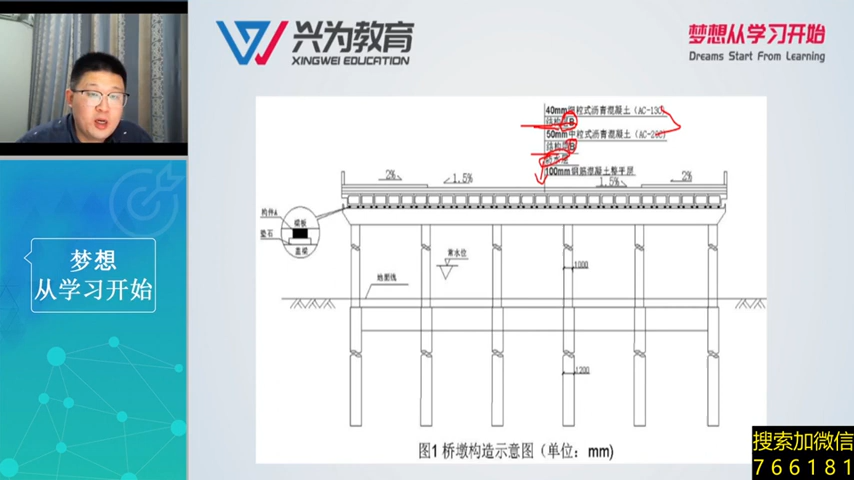 兴为教育
XINGWEI EDUCATION
梦想从学习开始
Dreams Start From Learning
40mm细粒式沥青混凝土（AC-13C）
结构层B
50mm中粒式沥青混凝土（AC-20C）
结构层B
防水层
100mm钢筋混凝土整平层
2%
1.5%
1.5%
2%
构件A
梁板
垫石
盖梁
常水位
地面线
1000
1200
图1 桥墩构造示意图（单位：mm)
梦想
从学习开始
搜索加微信
766181